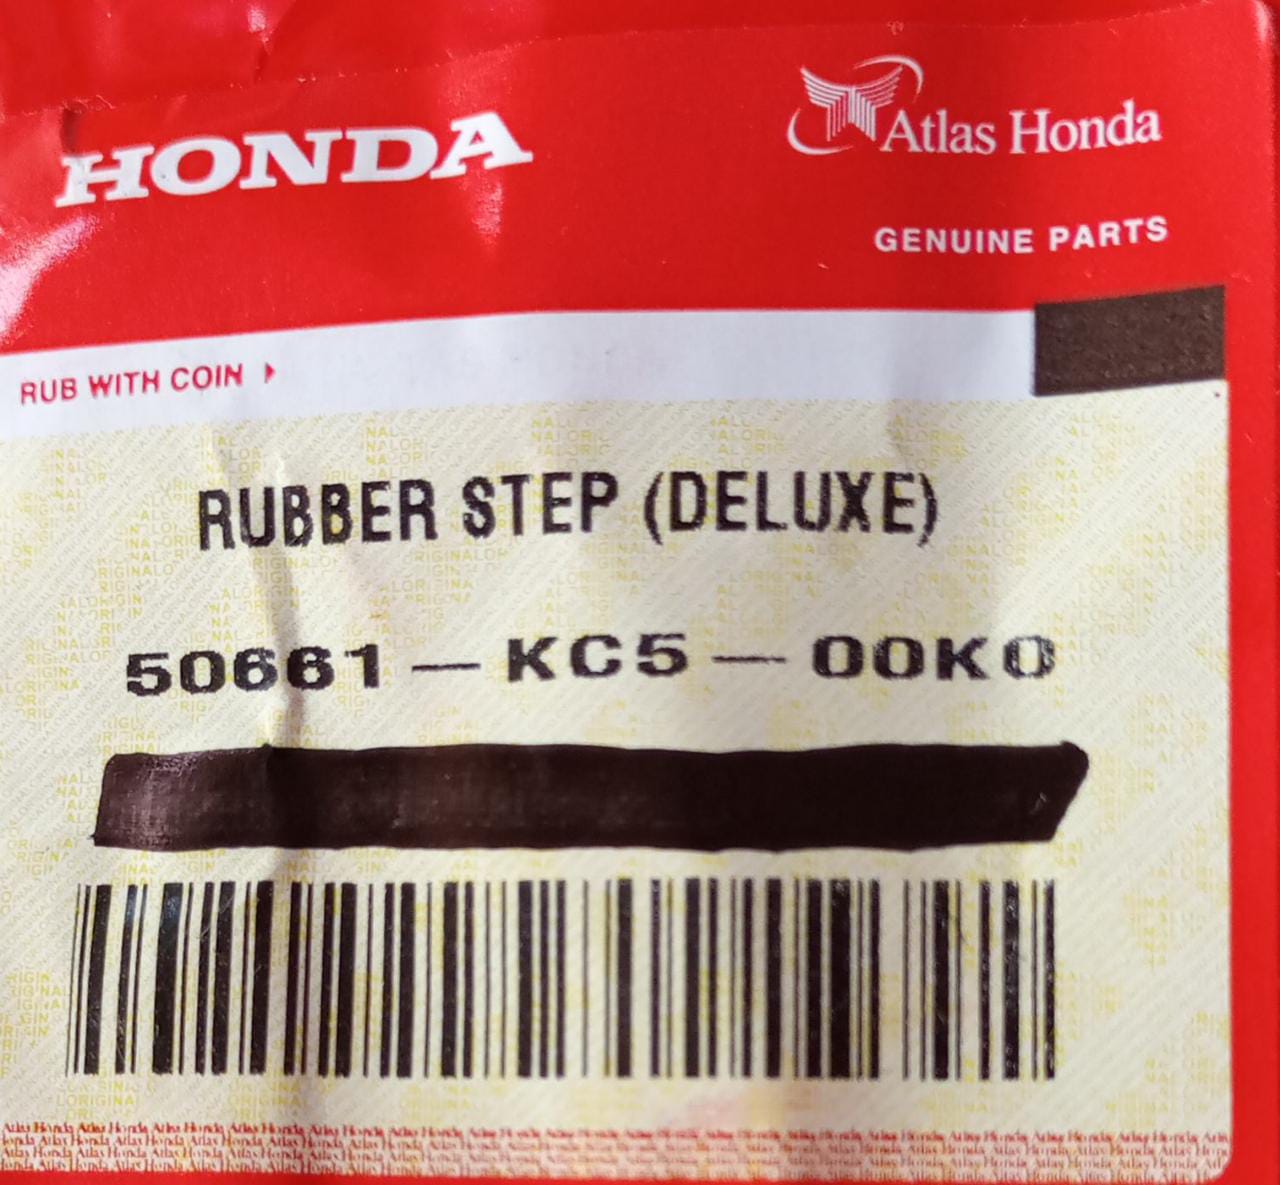 HONDA
Atlas Honda
GENUINE PARTS
RUB WITH COIN
RUBBER STEP (DELUXE)
50661 — KC5 — 00K0